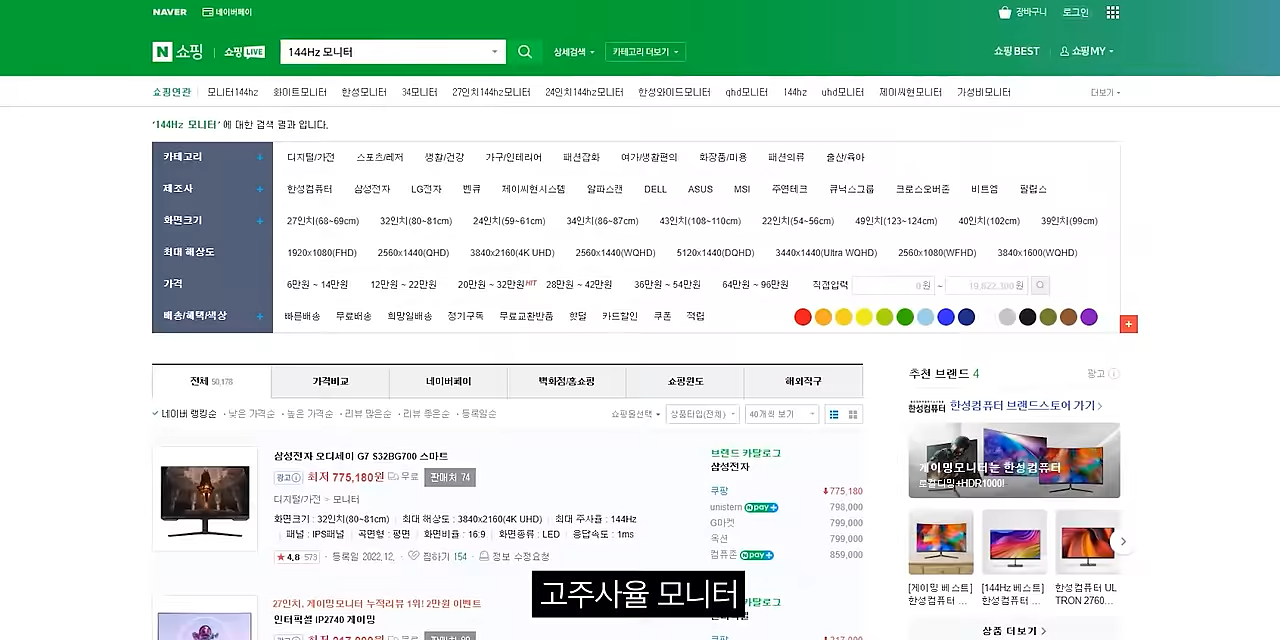 NAVER 네이버페이 장바구니 로그인
N 쇼핑 쇼핑LIVE 144Hz 모니터 상세검색 카테고리 더보기 쇼핑BEST 쇼핑MY
쇼핑연관 모니터144hz 화이트모니터 한성모니터 34모니터 27인치144hz모니터 24인치144hz모니터 한성와이드모니터 qhd모니터 144hz uhd모니터 제이씨현모니터 가성비모니터 더보기
'144Hz 모니터' 에 대한 검색 결과 입니다.
카테고리 + 디지털/가전 스포츠/레저 생활/건강 가구/인테리어 패션잡화 여가/생활편의 화장품/미용 패션의류 출산/육아
제조사 + 한성컴퓨터 삼성전자 LG전자 벤큐 제이씨현시스템 알파스캔 DELL ASUS MSI 주연테크 큐닉스그룹 크로스오버존 비트엠 필립스
화면크기 + 27인치(68~69cm) 32인치(80~81cm) 24인치(59~61cm) 34인치(86~87cm) 43인치(108~110cm) 22인치(54~56cm) 49인치(123~124cm) 40인치(102cm) 39인치(99cm)
최대 해상도 1920x1080(FHD) 2560x1440(QHD) 3840x2160(4K UHD) 2560x1440(WQHD) 5120x1440(DQHD) 3440x1440(Ultra WQHD) 2560x1080(WFHD) 3840x1600(WQHD)
가격 6만원 ~ 14만원 12만원 ~ 22만원 20만원 ~ 32만원HIT 28만원 ~ 42만원 36만원 ~ 54만원 64만원 ~ 96만원 직접입력 0 원 ~ 19,822,300 원
배송/혜택/색상 + 빠른배송 무료배송 희망일배송 정기구독 무료교환반품 핫딜 카드할인 쿠폰 적립
전체 50,178 가격비교 네이버페이 백화점/홈쇼핑 쇼핑윈도 해외직구
네이버 랭킹순 · 낮은 가격순 · 높은 가격순 · 리뷰 많은순 · 리뷰 좋은순 · 등록일순 쇼핑몰선택 상품타입(전체) 40개씩 보기
삼성전자 오디세이 G7 S32BG700 스마트
광고 최저 775,180원 무료 판매처 74
디지털/가전 > 모니터
화면크기 : 32인치(80~81cm) 최대 해상도 : 3840x2160(4K UHD) 최대 주사율 : 144Hz
패널 : IPS패널 곡면형 : 평면 화면비율 : 16:9 화면종류 : LED 응답속도 : 1ms
★ 4.8 573 · 등록일 2022.12. · 찜하기 154 · 정보 수정요청
브랜드 카탈로그
삼성전자
쿠팡 775,180
unistern N pay+ 798,000
G마켓 799,000
옥션 799,000
컴퓨존 N pay+ 859,000
27인치, 게이밍모니터 누적리뷰 1위! 2만원 이벤트
인터픽셀 IP2740 게이밍
카탈로그
추천 브랜드 4 광고
한성컴퓨터 한성컴퓨터 브랜드스토어 가기
게이밍모니터는 한성컴퓨터
로컬디밍+HDR1000!
[게이밍 베스트] 한성컴퓨터 ...
[144Hz 베스트] 한성컴퓨터 ...
한성컴퓨터 ULTRON 2760...
상품 더보기
고주사율 모니터